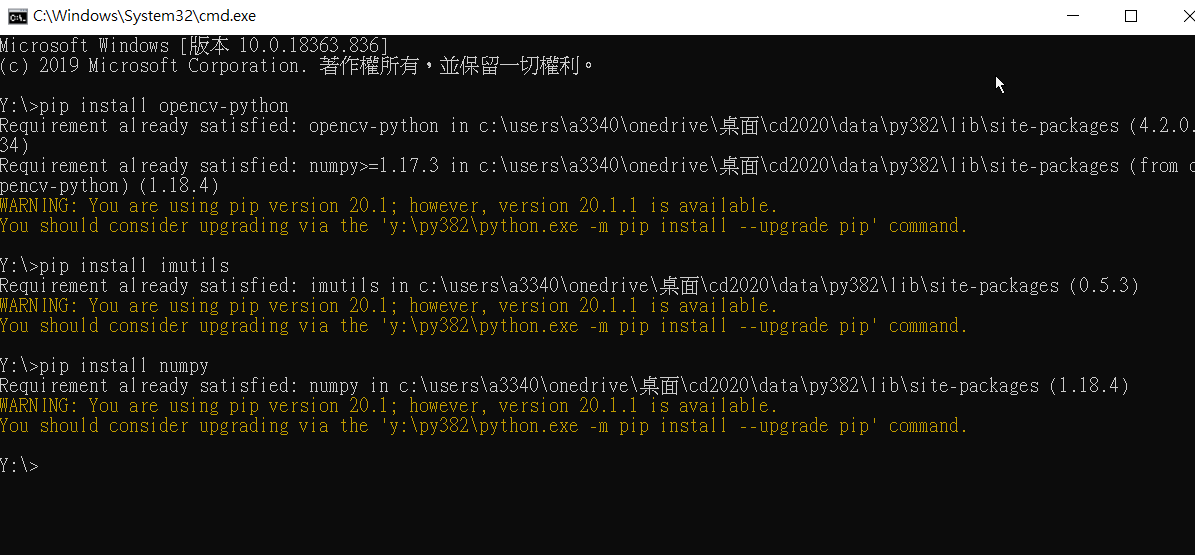 C:\Windows\System32\cmd.exe
Microsoft Windows [版本 10.0.18363.836]
(c) 2019 Microsoft Corporation. 著作權所有，並保留一切權利。
Y:\>pip install opencv-python
Requirement already satisfied: opencv-python in c:\users\a3340\onedrive\桌面\cd2020\data\py382\lib\site-packages (4.2.0.
34)
Requirement already satisfied: numpy>=1.17.3 in c:\users\a3340\onedrive\桌面\cd2020\data\py382\lib\site-packages (from o
pencv-python) (1.18.4)
WARNING: You are using pip version 20.1; however, version 20.1.1 is available.
You should consider upgrading via the 'y:\py382\python.exe -m pip install --upgrade pip' command.
Y:\>pip install imutils
Requirement already satisfied: imutils in c:\users\a3340\onedrive\桌面\cd2020\data\py382\lib\site-packages (0.5.3)
WARNING: You are using pip version 20.1; however, version 20.1.1 is available.
You should consider upgrading via the 'y:\py382\python.exe -m pip install --upgrade pip' command.
Y:\>pip install numpy
Requirement already satisfied: numpy in c:\users\a3340\onedrive\桌面\cd2020\data\py382\lib\site-packages (1.18.4)
WARNING: You are using pip version 20.1; however, version 20.1.1 is available.
You should consider upgrading via the 'y:\py382\python.exe -m pip install --upgrade pip' command.
Y:\>